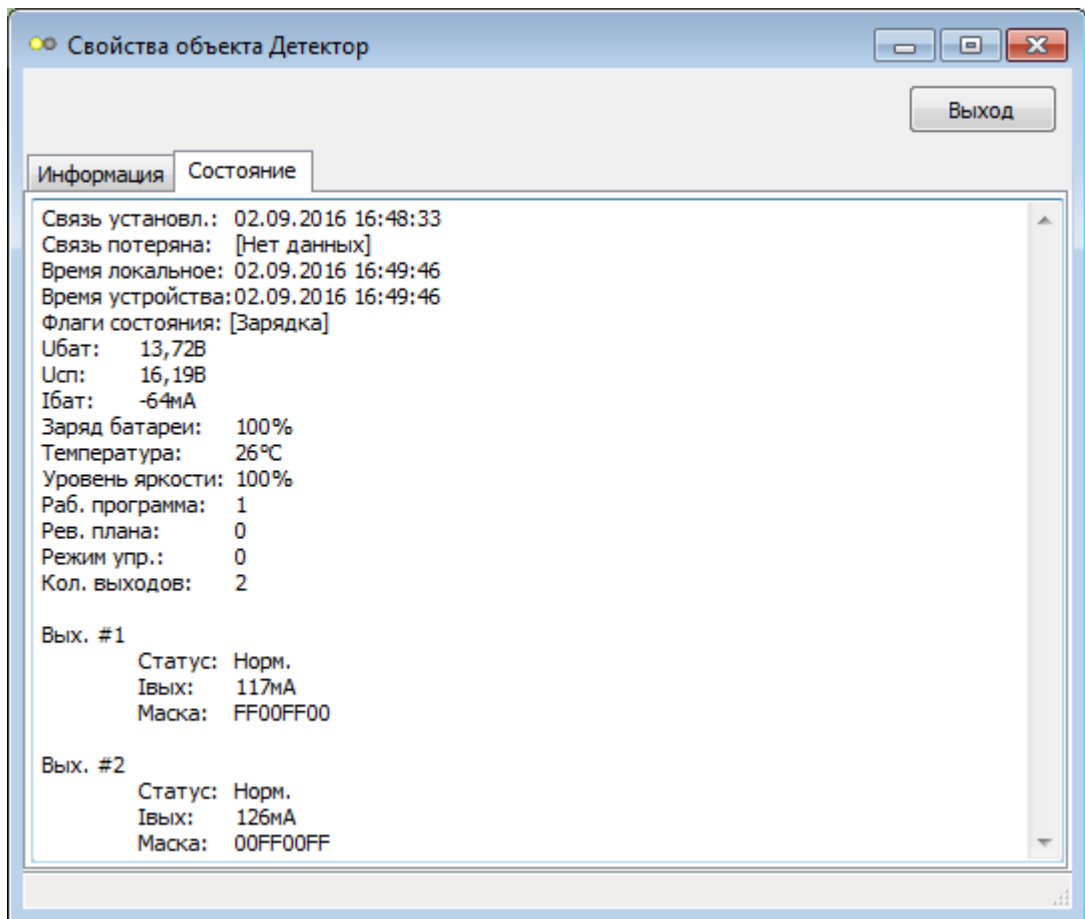 Свойства объекта Детектор
Выход
Информация Состояние
Связь установл.: 02.09.2016 16:48:33
Связь потеряна: [Нет данных]
Время локальное: 02.09.2016 16:49:46
Время устройства: 02.09.2016 16:49:46
Флаги состояния: [Зарядка]
Uбат: 13,72В
Uсп: 16,19В
Iбат: -64мА
Заряд батареи: 100%
Температура: 26°C
Уровень яркости: 100%
Раб. программа: 1
Рев. плана: 0
Режим упр.: 0
Кол. выходов: 2
Вых. #1
Статус: Норм.
Iвых: 117мА
Маска: FF00FF00
Вых. #2
Статус: Норм.
Iвых: 126мА
Маска: 00FF00FF